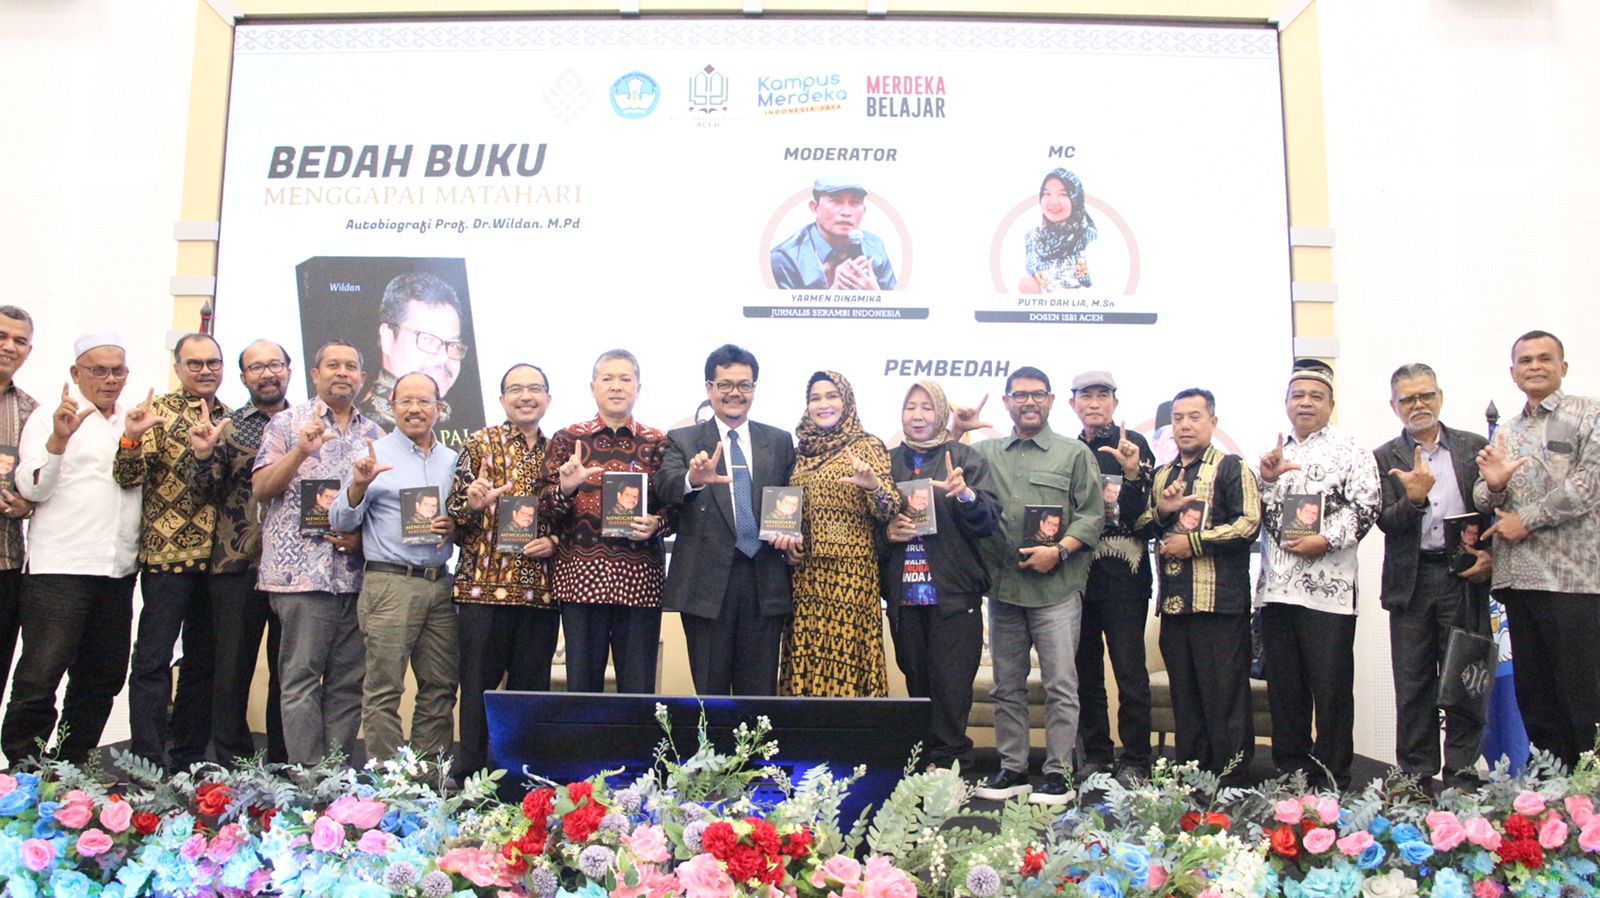 Kampus
Merdeka
INDONESIA JAYA
MERDEKA
BELAJAR
ACEH
BEDAH BUKU
MENGGAPAI MATAHARI
Autobiografi Prof. Dr.Wildan. M.Pd
Wildan
MODERATOR
YARMEN DINAMIKA
JURNALIS SERAMBI INDONESIA
MC
PUTRI DAH LIA, M.Sn
DOSEN ISBI ACEH
PEMBEDAH
MENGGAPAI
MATAHARI